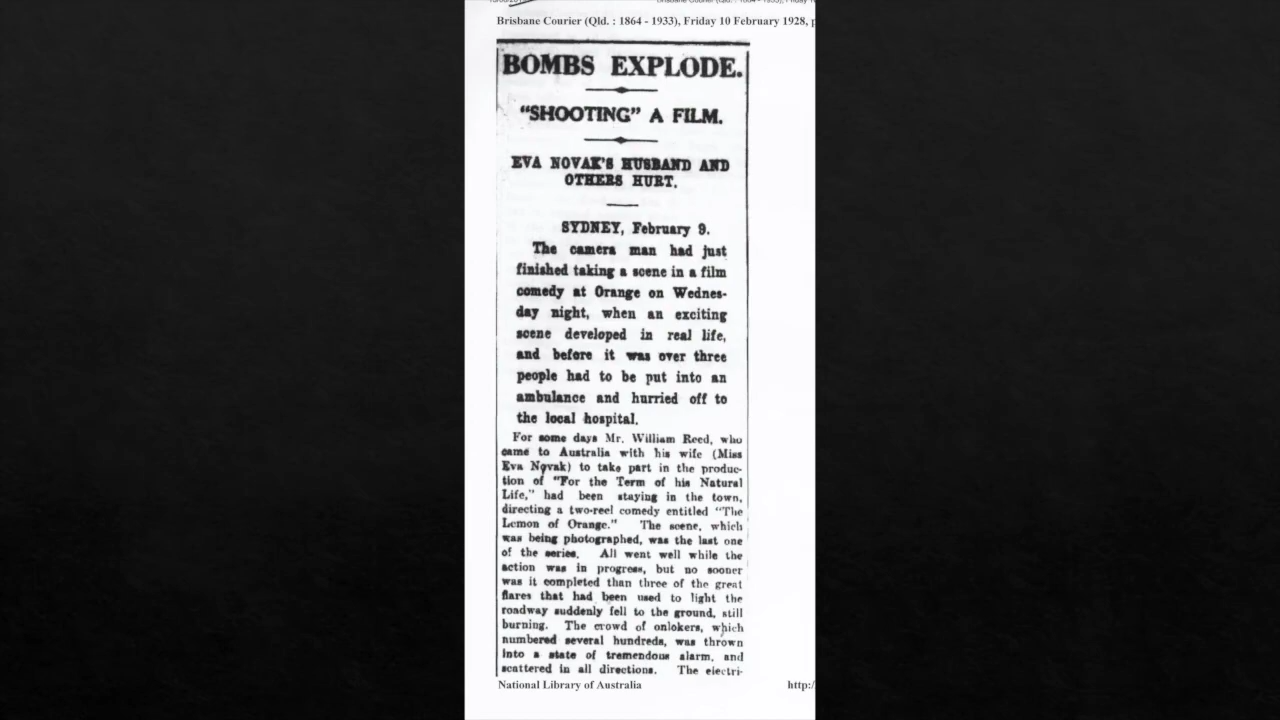 Brisbane Courier (Qld. : 1864 - 1933), Friday 10 February 1928,
BOMBS EXPLODE.
"SHOOTING" A FILM.
EVA NOVAK'S HUSBAND AND
OTHERS HURT.
SYDNEY, February 9.
The camera man had just
finished taking a scene in a film
comedy at Orange on Wednes-
day night, when an exciting
scene developed in real life,
and before it was over three
people had to be put into an
ambulance and hurried off to
the local hospital.
For some days Mr. William Reed, who
came to Australia with his wife (Miss
Eva Novak) to take part in the produc-
tion of "For the Term of his Natural
Life," had been staying in the town,
directing a two-reel comedy entitled "The
Lemon of Orange." The scene, which
was being photographed, was the last one
of the series. All went well while the
action was in progress, but no sooner
was it completed than three of the great
flares that had been used to light the
roadway suddenly fell to the ground, still
burning. The crowd of onlokers, which
numbered several hundreds, was thrown
into a state of tremendous alarm, and
scattered in all directions. The electri-
National Library of Australia http:/